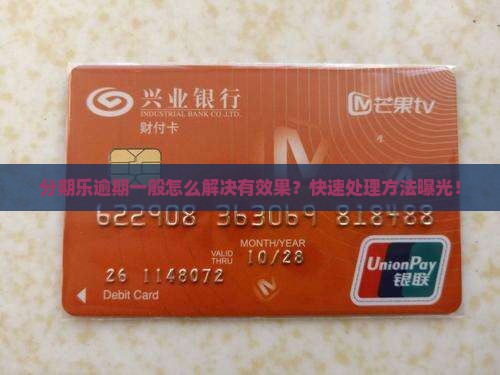 兴业银行
INDUSTRIAL BANK CO.,LTD.
财付卡
芒果tv
分期乐逾期一般怎么解决有效果？快速处理方法曝光！
622908 363069 818488
MONTH/YEAR
VALID THRU 10/28
26 1148072
Debit Card
UnionPay
银联